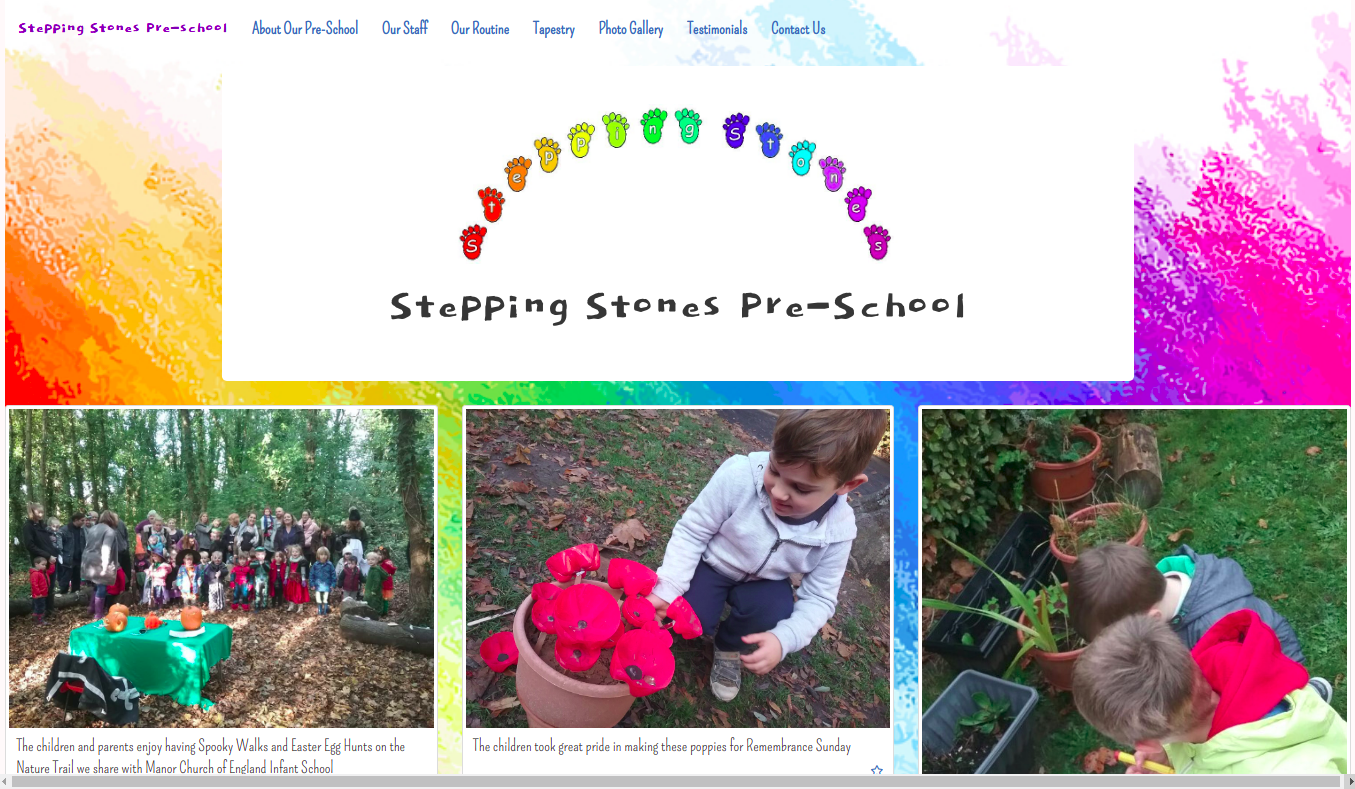 Stepping Stones Pre-school
About Our Pre-School Our Staff Our Routine Tapestry Photo Gallery Testimonials Contact Us
Stepping Stones
Stepping Stones Pre-School
The children and parents enjoy having Spooky Walks and Easter Egg Hunts on the
Nature Trail we share with Manor Church of England Infant School
The children took great pride in making these poppies for Remembrance Sunday